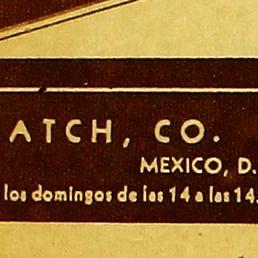 ATCH, CO.
MEXICO, D.
los domingos de las 14 a las 14.